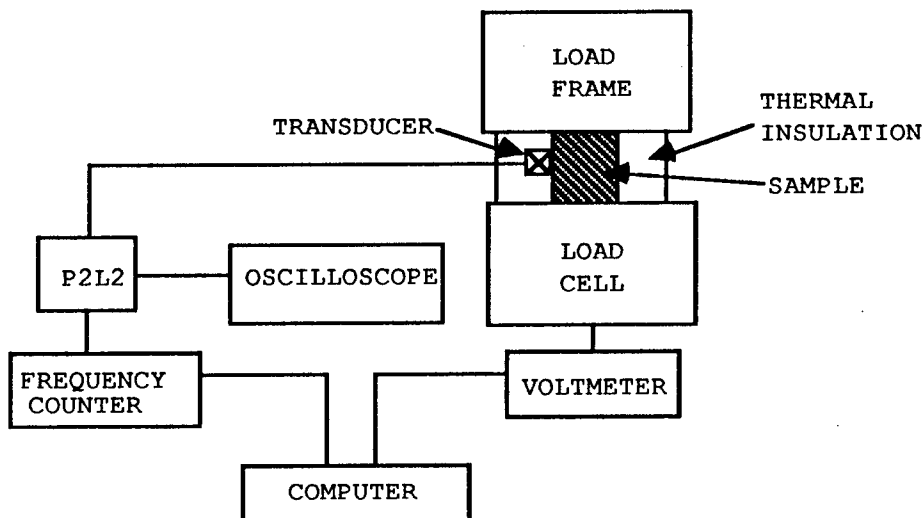 LOAD
FRAME
THERMAL
INSULATION
TRANSDUCER
SAMPLE
P2L2
OSCILLOSCOPE
LOAD
CELL
FREQUENCY
COUNTER
VOLTMETER
COMPUTER